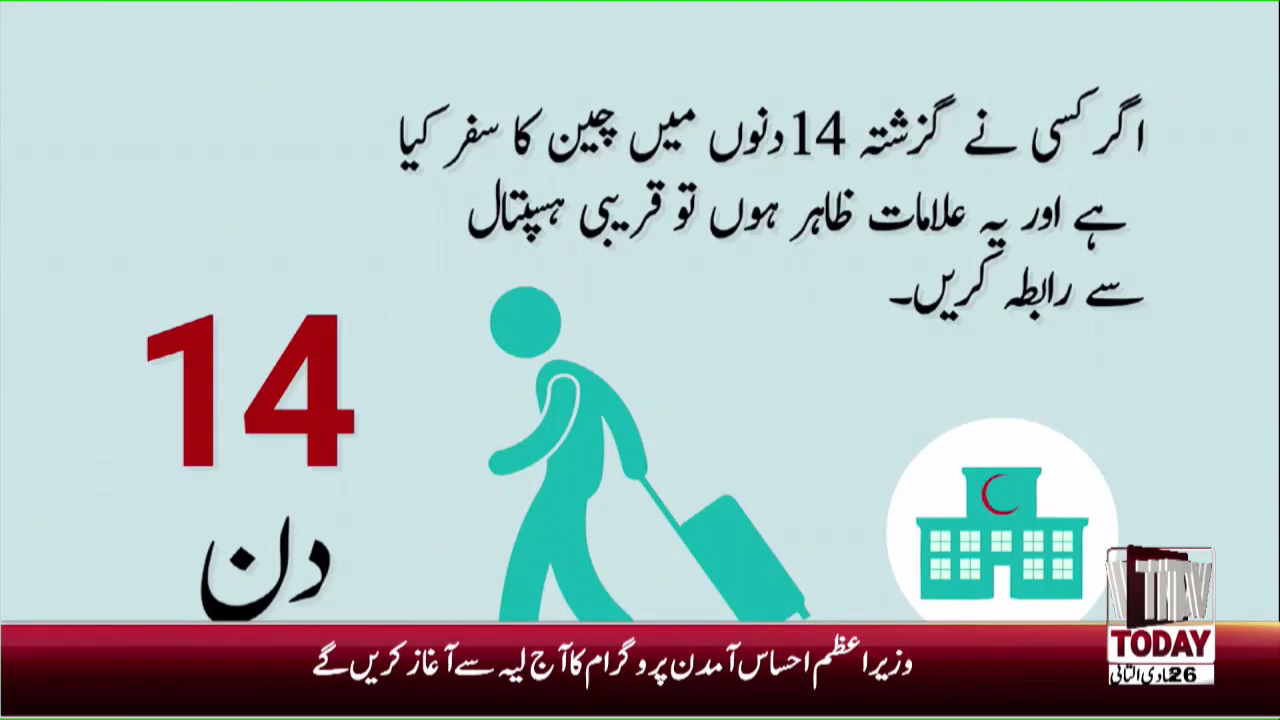 اگر کسی نے گزشتہ 14 دنوں میں چین کا سفر کیا
ہے اور یہ علامات ظاہر ہوں تو قریبی ہسپتال
سے رابطہ کریں۔
14
دن
وزیراعظم احساس آمدن پروگرام کا آج لیہ سے آغاز کریں گے
TODAY
26